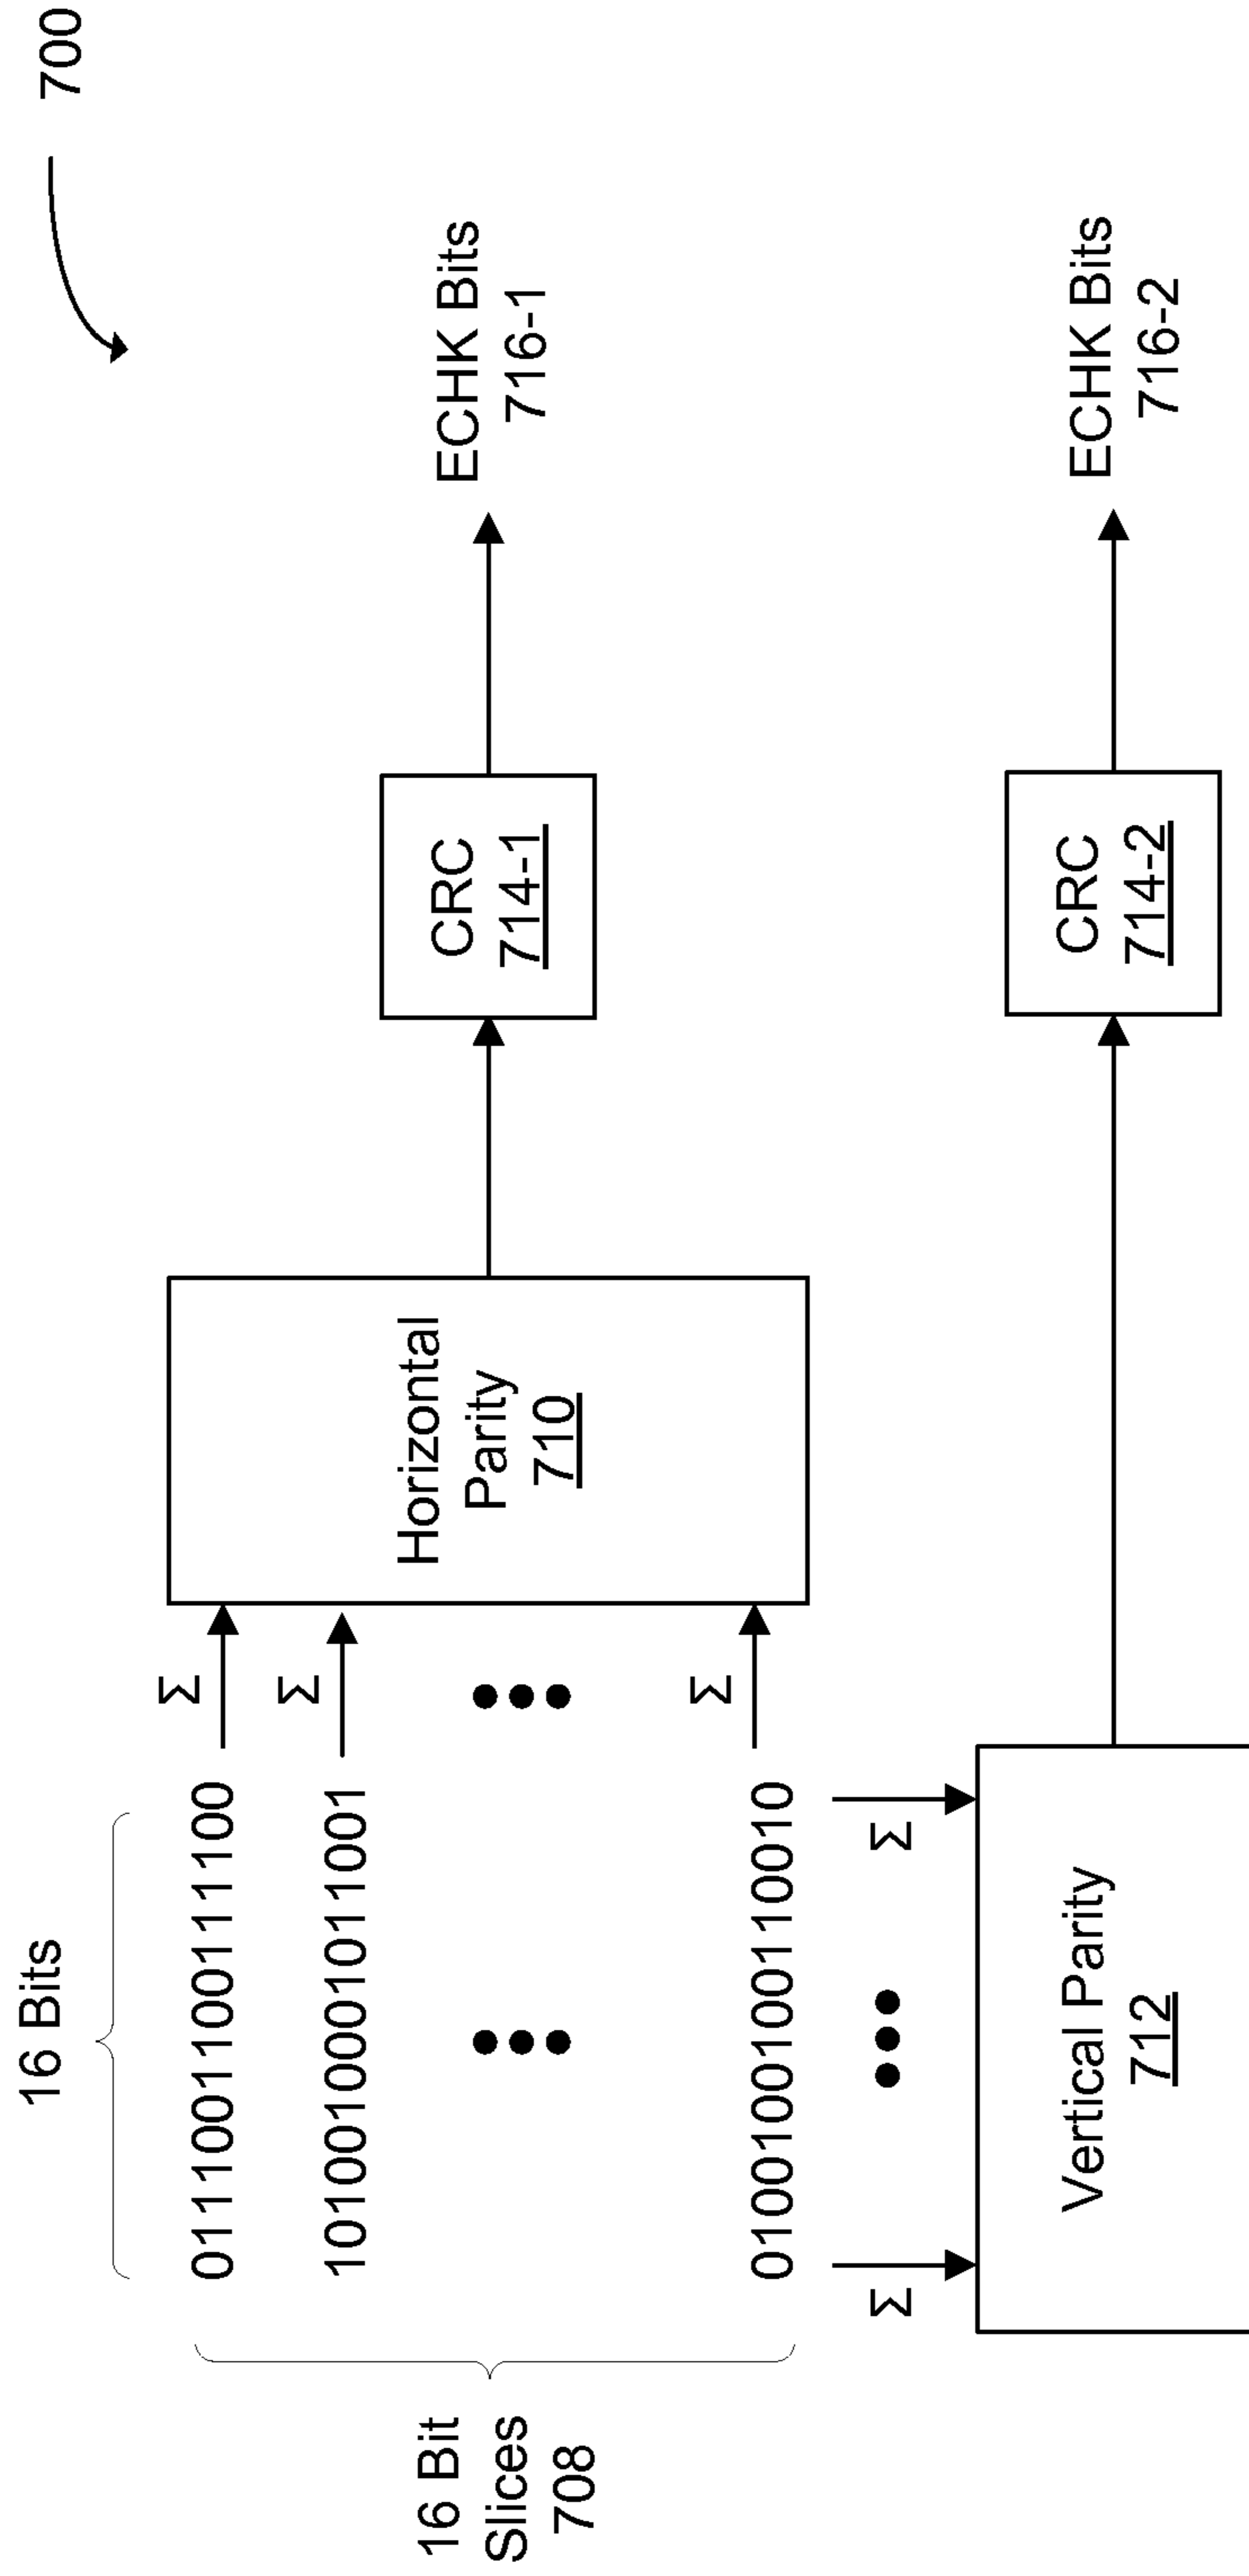 700
16 Bits
0111001100111100 Σ
1010010001011001 Σ
0100100100110010 Σ
16 Bit
Slices
708
Horizontal
Parity
710
CRC
714-1
ECHK Bits
716-1
Σ Σ
Vertical Parity
712
CRC
714-2
ECHK Bits
716-2